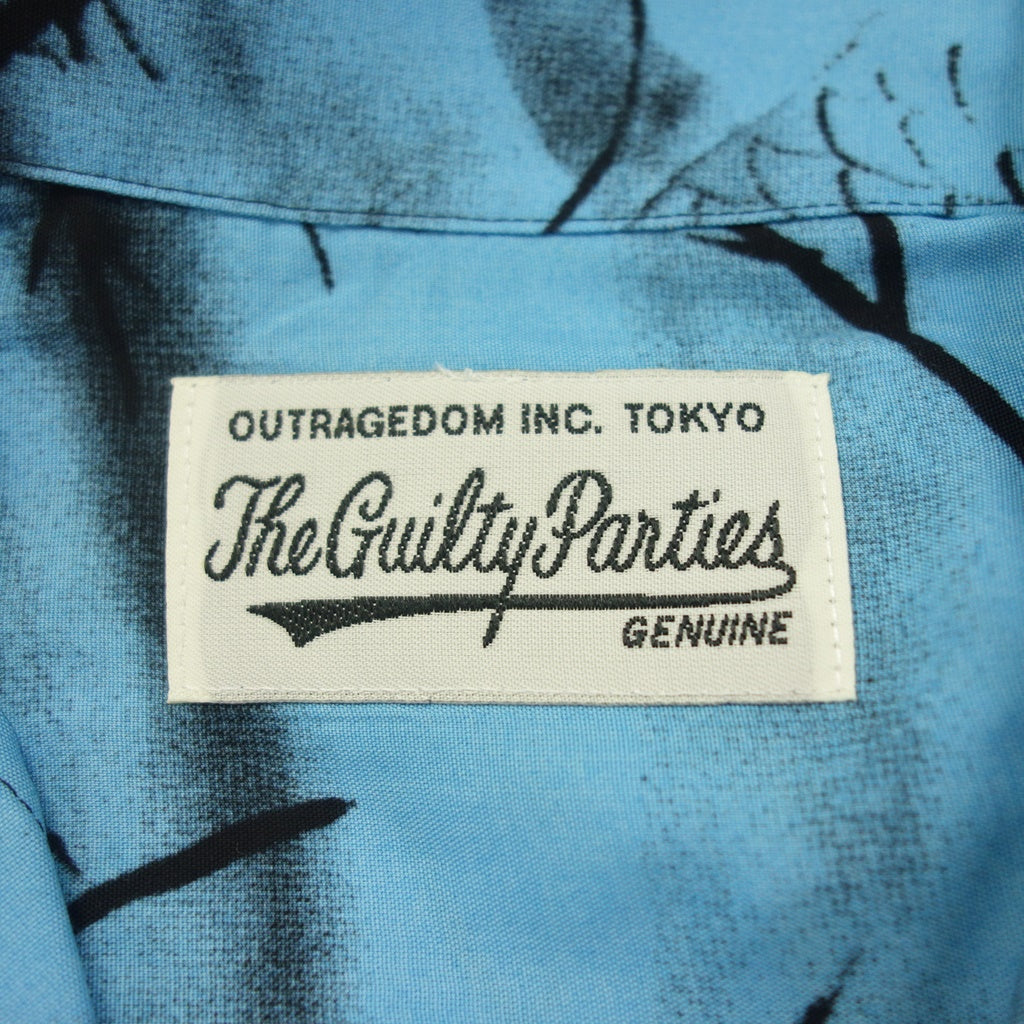 OUTRAGEDOM INC. TOKYO
The Guilty Parties
GENUINE